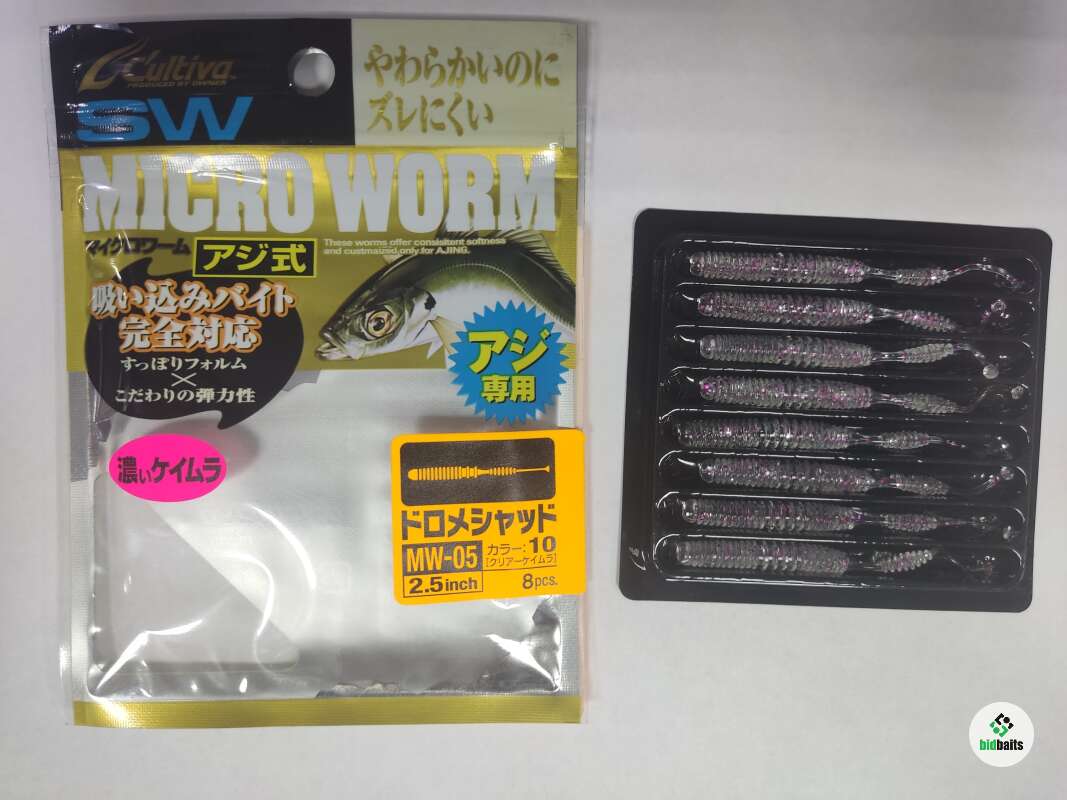 Cultiva™
PRODUCED BY OWNER
SW
やわらかいのに
ズレにくい
MICRO WORM
マイクロワーム
アジ式
These worms offer consisitent softness
and custmaized only for AJING.
吸い込みバイト
完全対応
すっぽりフォルム
×
こだわりの弾力性
アジ
専用
濃いケイムラ
ドロメシャッド
MW-05
カラー:10
[クリアーケイムラ]
2.5inch
8pcs.
bidbaits